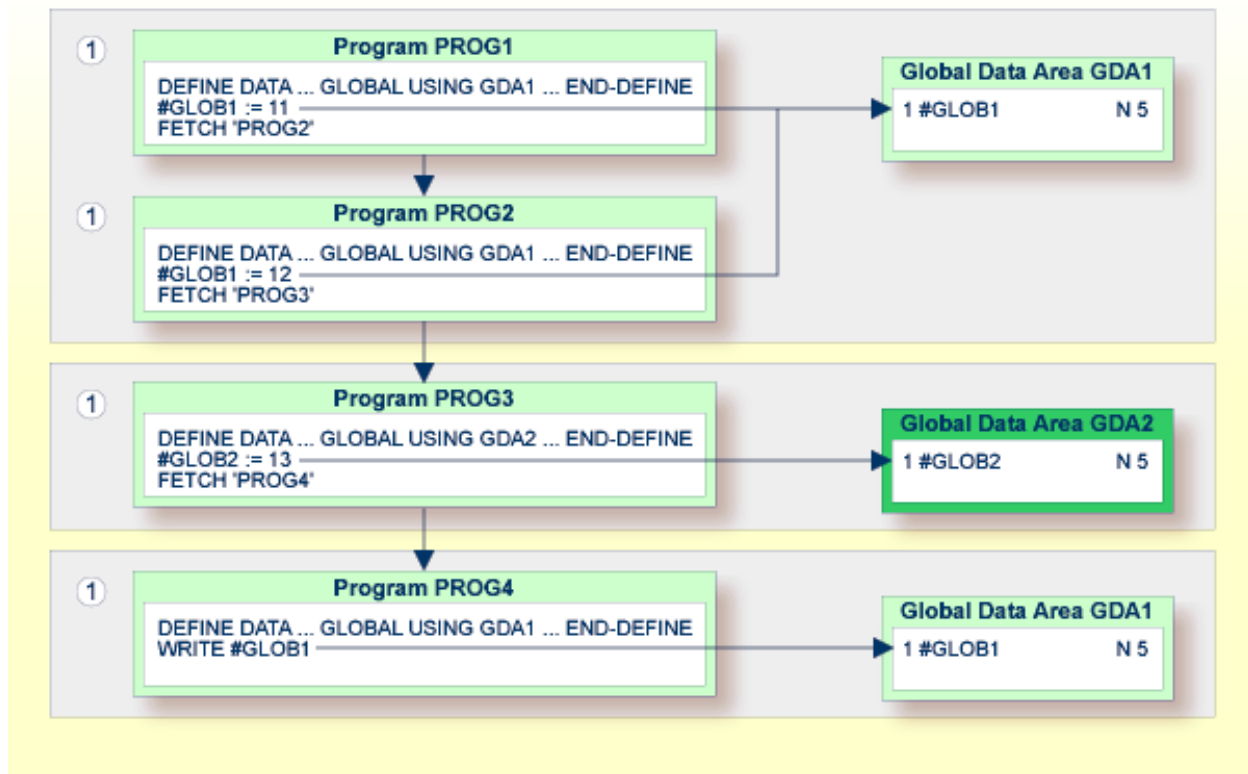 1
Program PROG1
DEFINE DATA ... GLOBAL USING GDA1 ... END-DEFINE
#GLOB1 := 11
FETCH 'PROG2'
Global Data Area GDA1
1 #GLOB1 N 5
1
Program PROG2
DEFINE DATA ... GLOBAL USING GDA1 ... END-DEFINE
#GLOB1 := 12
FETCH 'PROG3'
1
Program PROG3
DEFINE DATA ... GLOBAL USING GDA2 ... END-DEFINE
#GLOB2 := 13
FETCH 'PROG4'
Global Data Area GDA2
1 #GLOB2 N 5
1
Program PROG4
DEFINE DATA ... GLOBAL USING GDA1 ... END-DEFINE
WRITE #GLOB1
Global Data Area GDA1
1 #GLOB1 N 5